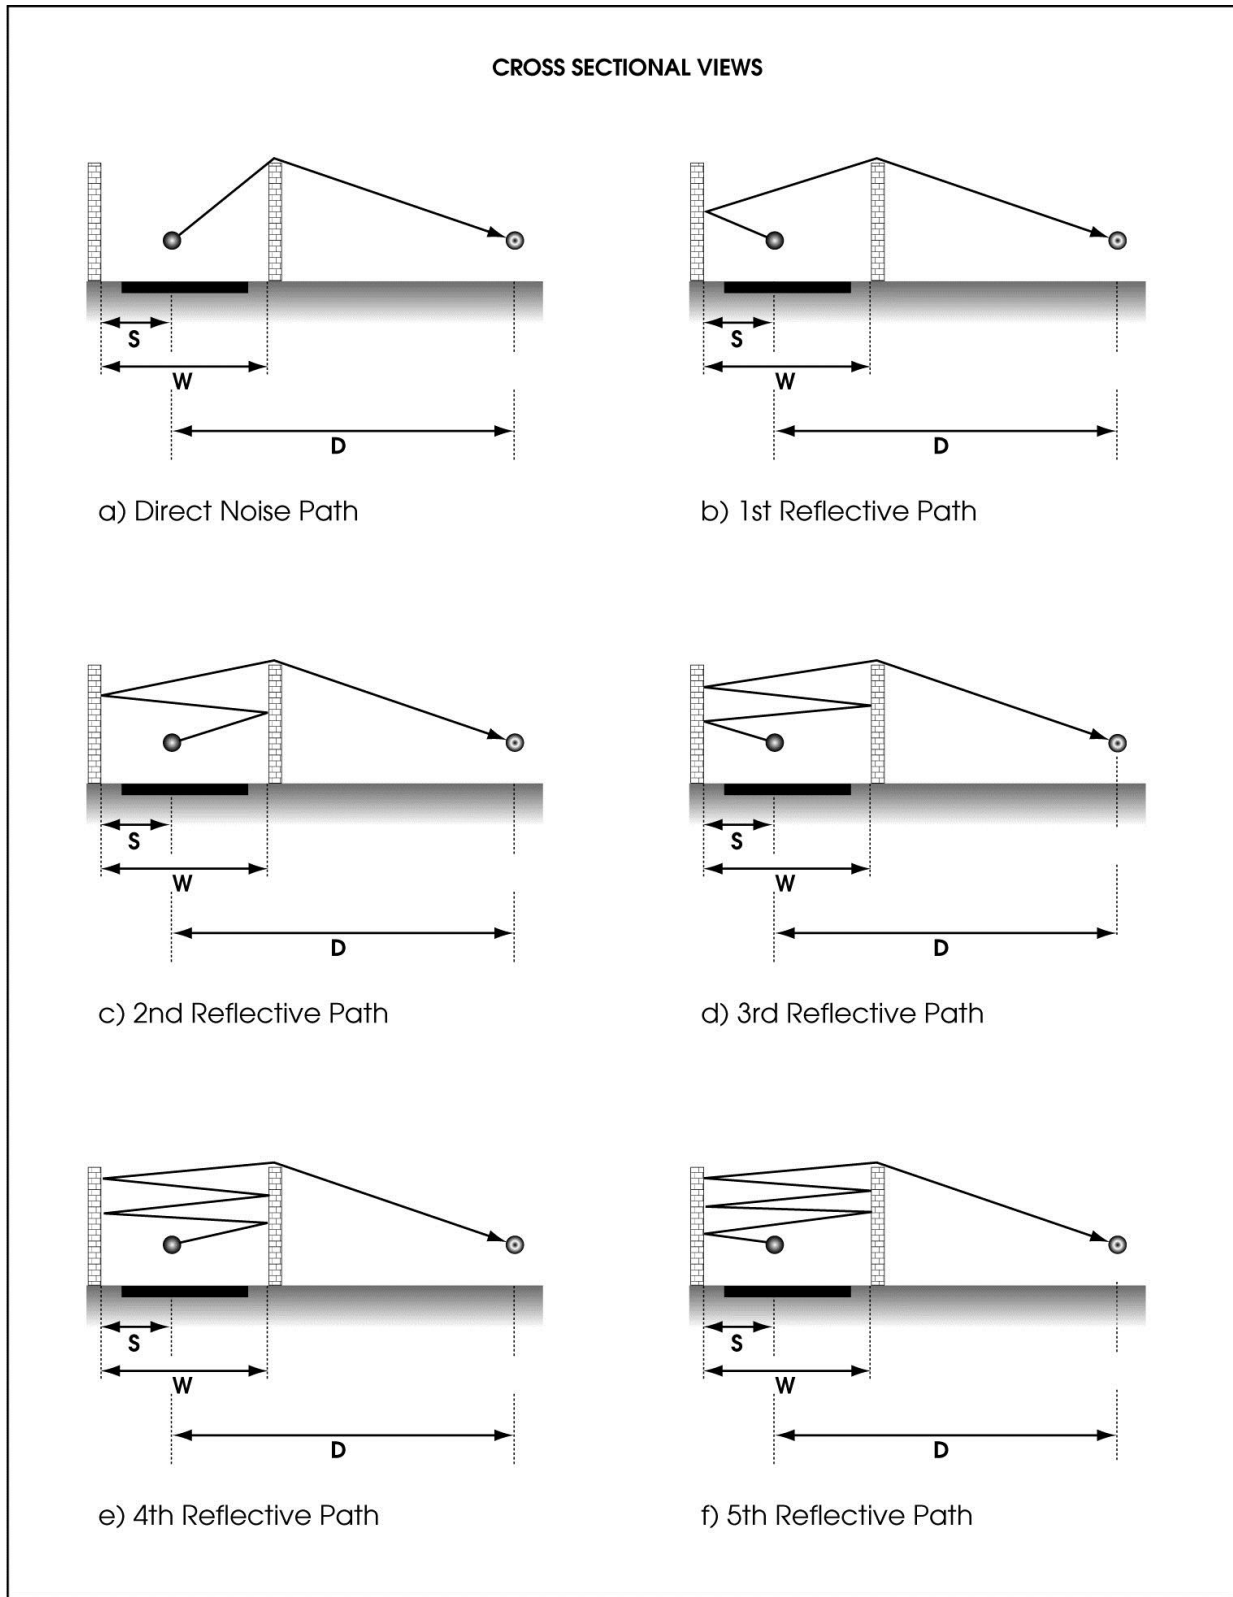 CROSS SECTIONAL VIEWS
S
W
D
a) Direct Noise Path
S
W
D
b) 1st Reflective Path
S
W
D
c) 2nd Reflective Path
S
W
D
d) 3rd Reflective Path
S
W
D
e) 4th Reflective Path
S
W
D
f) 5th Reflective Path